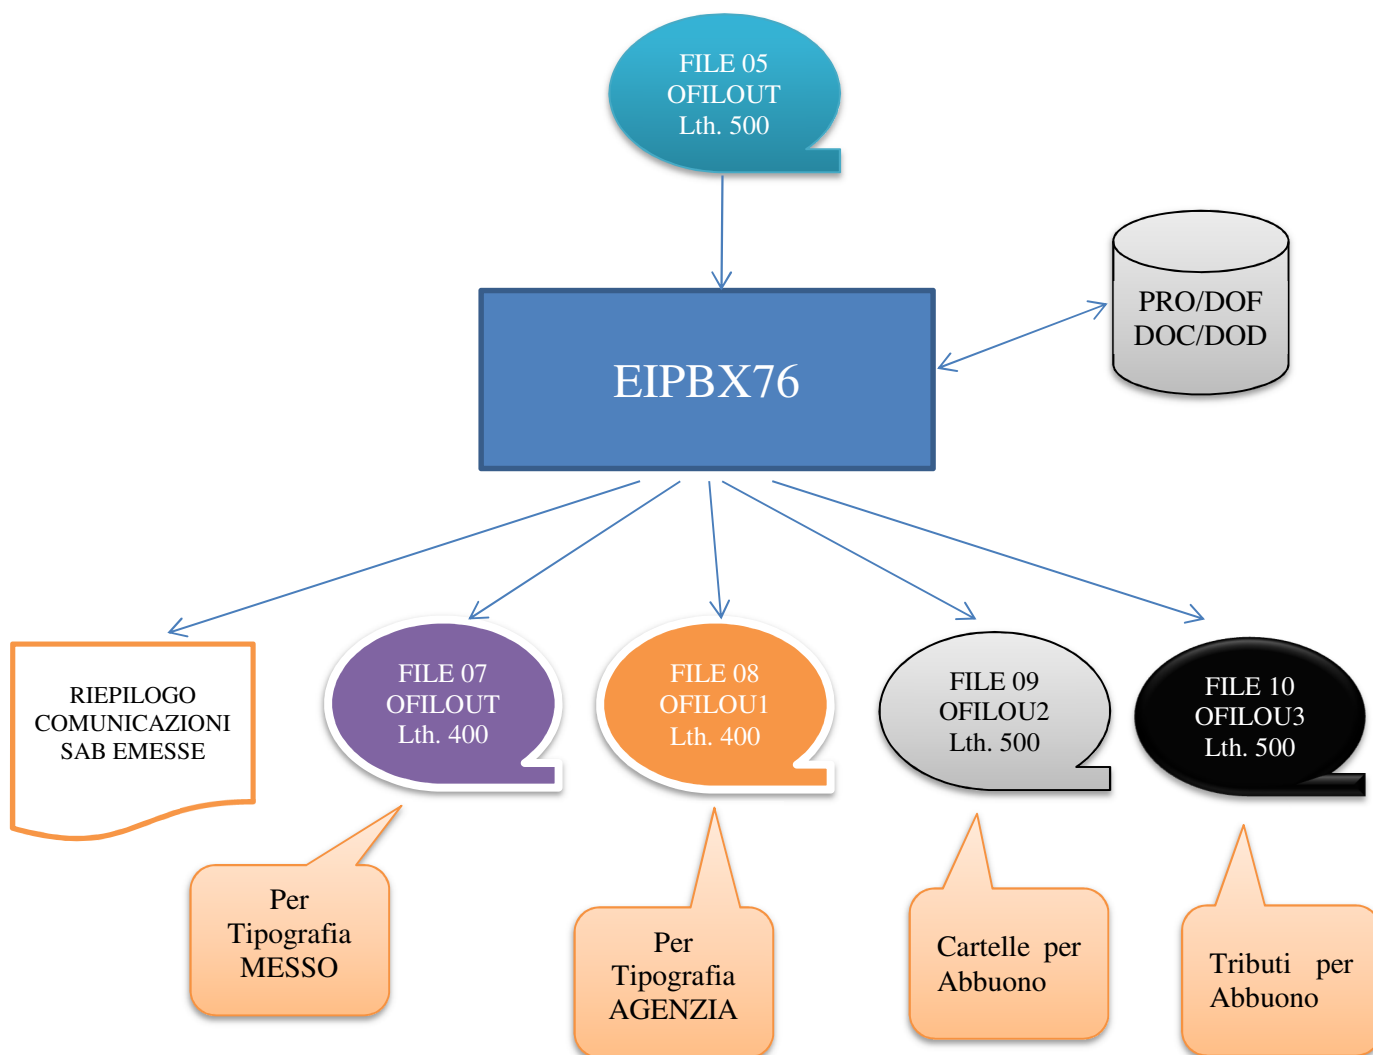 FILE 05
OFILOUT
Lth. 500
PRO/DOF
DOC/DOD
EIPBX76
RIEPILOGO
COMUNICAZIONI
SAB EMESSE
FILE 07
OFILOUT
Lth. 400
FILE 08
OFILOU1
Lth. 400
FILE 09
OFILOU2
Lth. 500
FILE 10
OFILOU3
Lth. 500
Per
Tipografia
MESSO
Per
Tipografia
AGENZIA
Cartelle per
Abbuono
Tributi per
Abbuono